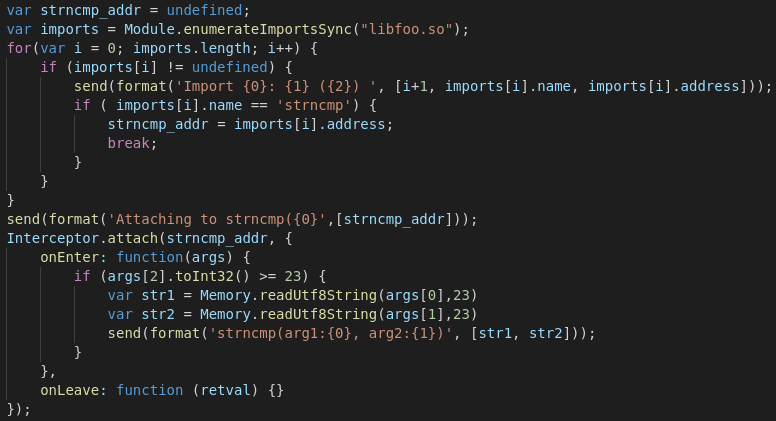 var strncmp_addr = undefined;
var imports = Module.enumerateImportsSync("libfoo.so");
for(var i = 0; imports.length; i++) {
    if (imports[i] != undefined) {
        send(format('Import {0}: {1} ({2}) ', [i+1, imports[i].name, imports[i].address]));
        if ( imports[i].name == 'strncmp') {
            strncmp_addr = imports[i].address;
            break;
        }
    }
}
send(format('Attaching to strncmp({0}',[strncmp_addr]));
Interceptor.attach(strncmp_addr, {
    onEnter: function(args) {
        if (args[2].toInt32() >= 23) {
            var str1 = Memory.readUtf8String(args[0],23)
            var str2 = Memory.readUtf8String(args[1],23)
            send(format('strncmp(arg1:{0}, arg2:{1})', [str1, str2]));
        }
    },
    onLeave: function (retval) {}
});